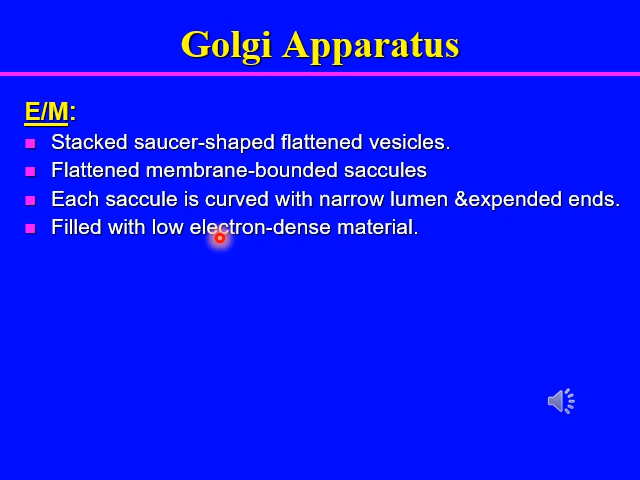 Golgi Apparatus
E/M:
Stacked saucer-shaped flattened vesicles.
Flattened membrane-bounded saccules
Each saccule is curved with narrow lumen &expended ends.
Filled with low electron-dense material.